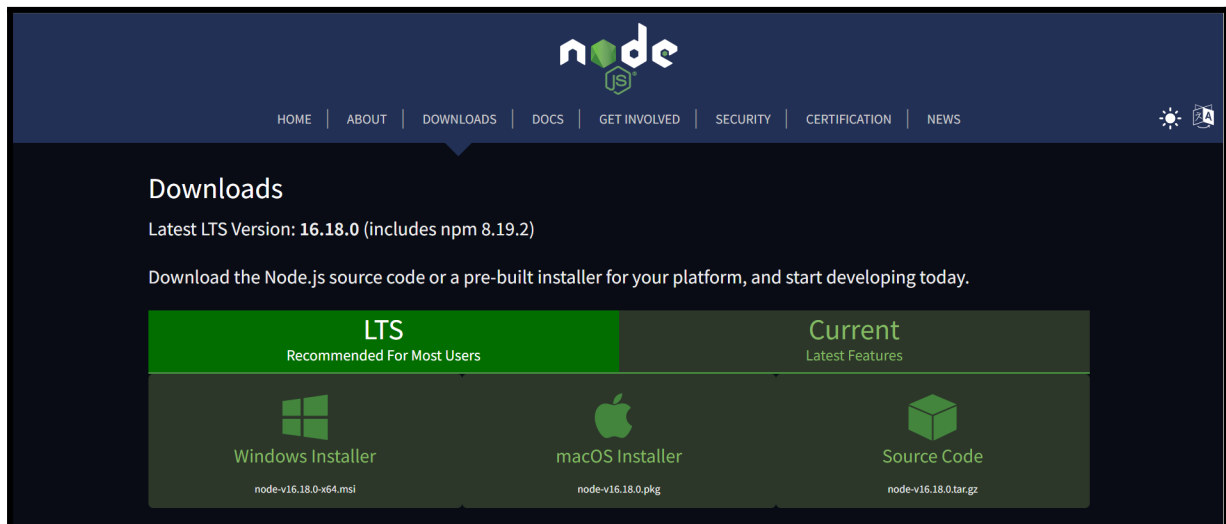 node
JS®
HOME | ABOUT | DOWNLOADS | DOCS | GET INVOLVED | SECURITY | CERTIFICATION | NEWS
文A
Downloads
Latest LTS Version: 16.18.0 (includes npm 8.19.2)
Download the Node.js source code or a pre-built installer for your platform, and start developing today.
LTS
Recommended For Most Users
Current
Latest Features
Windows Installer
node-v16.18.0-x64.msi
macOS Installer
node-v16.18.0.pkg
Source Code
node-v16.18.0.tar.gz